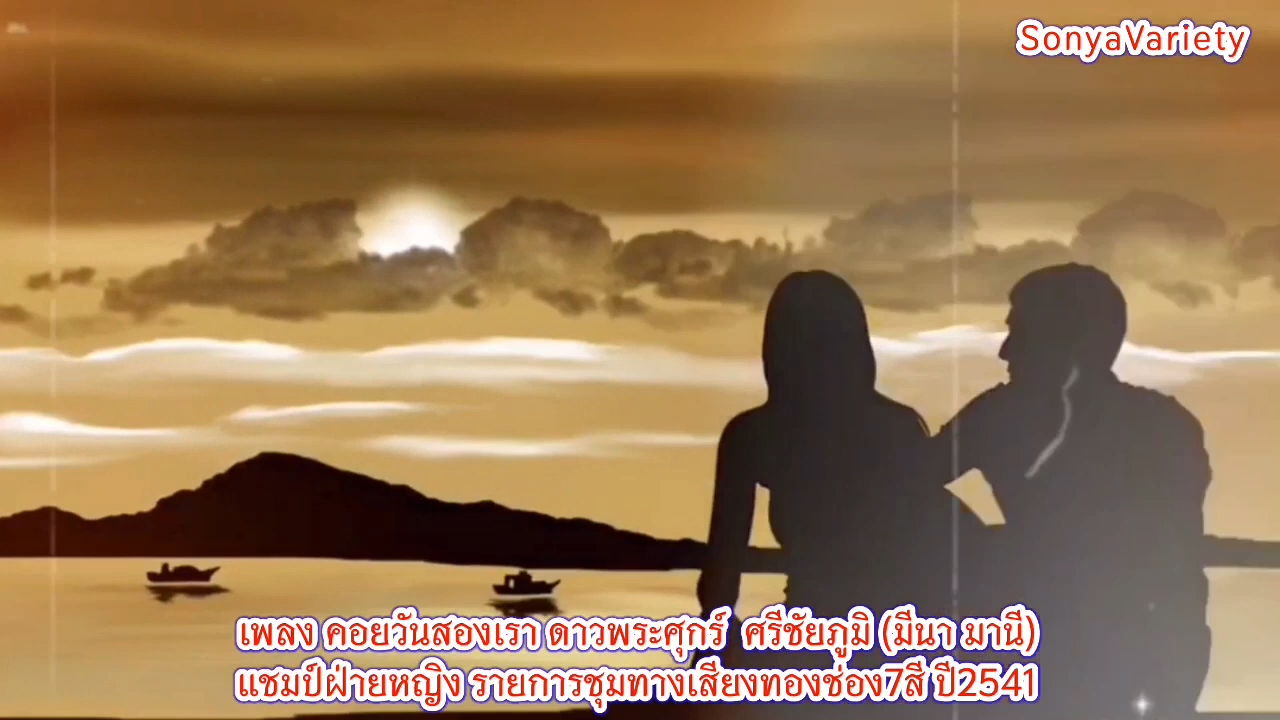 SonyaVariety
เพลง คอยวันสองเรา ดาวพระศุกร์ ศรีชัยภูมิ (มีนา มานี)
แชมป์ฝ่ายหญิง รายการชุมทางเสียงทองช่อง7สี ปี2541